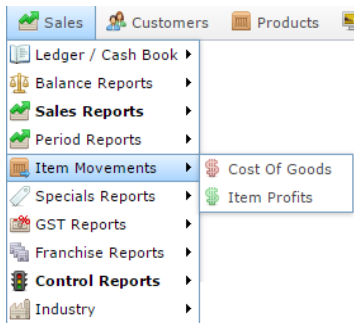 Sales Customers Products
Ledger / Cash Book
Balance Reports
Sales Reports
Period Reports
Item Movements Cost Of Goods
Specials Reports Item Profits
GST Reports
Franchise Reports
Control Reports
Industry